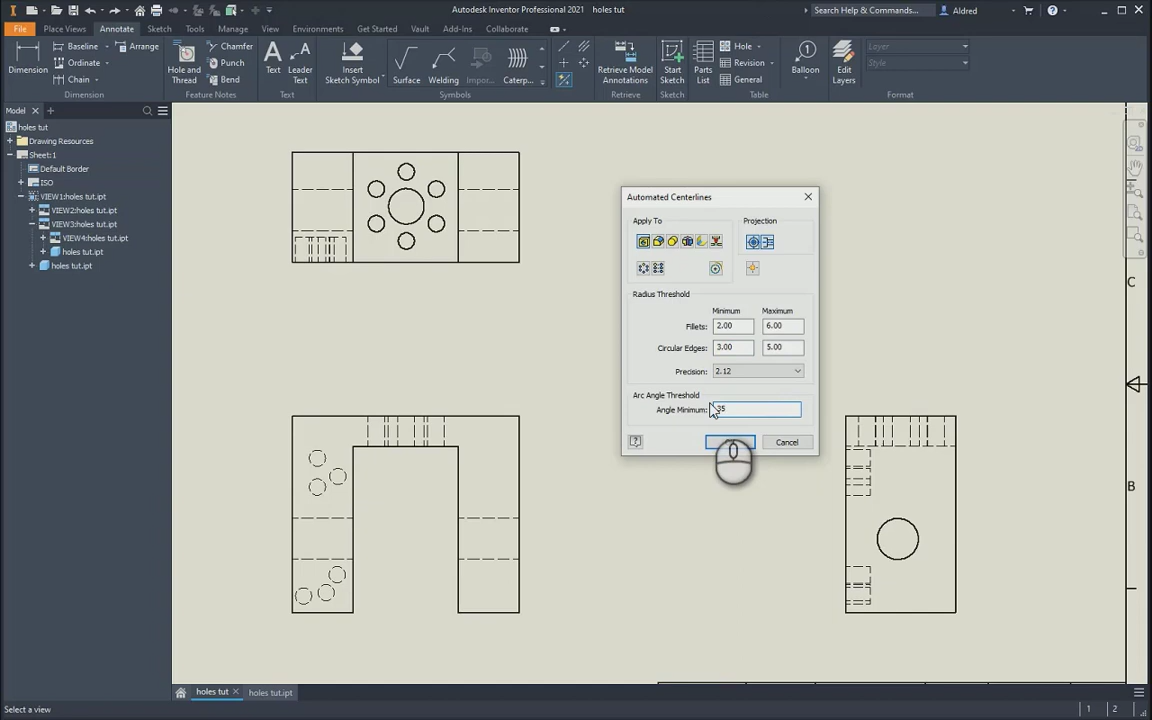 Autodesk Inventor Professional 2021 holes tut
Search Help & Commands...
Aldred
File
Place Views
Annotate
Sketch
Tools
Manage
View
Environments
Get Started
Vault
Add-Ins
Collaborate
Dimension
Baseline
Ordinate
Chain
Arrange
Dimension
Hole and
Thread
Chamfer
Punch
Bend
Feature Notes
Text
Leader
Text
Text
Insert
Sketch Symbol
Surface
Welding
Impor...
Caterp...
Symbols
Retrieve Model
Annotations
Retrieve
Start
Sketch
Sketch
Parts
List
Hole
Revision
General
Table
Balloon
Edit
Layers
Layer
Style
Format
Model
holes tut
Drawing Resources
Sheet:1
Default Border
ISO
VIEW1:holes tut.ipt
VIEW2:holes tut.ipt
VIEW3:holes tut.ipt
VIEW4:holes tut.ipt
holes tut.ipt
holes tut.ipt
Automated Centerlines
Apply To
Projection
Radius Threshold
Minimum
Maximum
Fillets:
2.00
6.00
Circular Edges:
3.00
5.00
Precision:
2.12
Arc Angle Threshold
Angle Minimum:
35
Cancel
C
B
holes tut
holes tut.ipt
Select a view
1
2